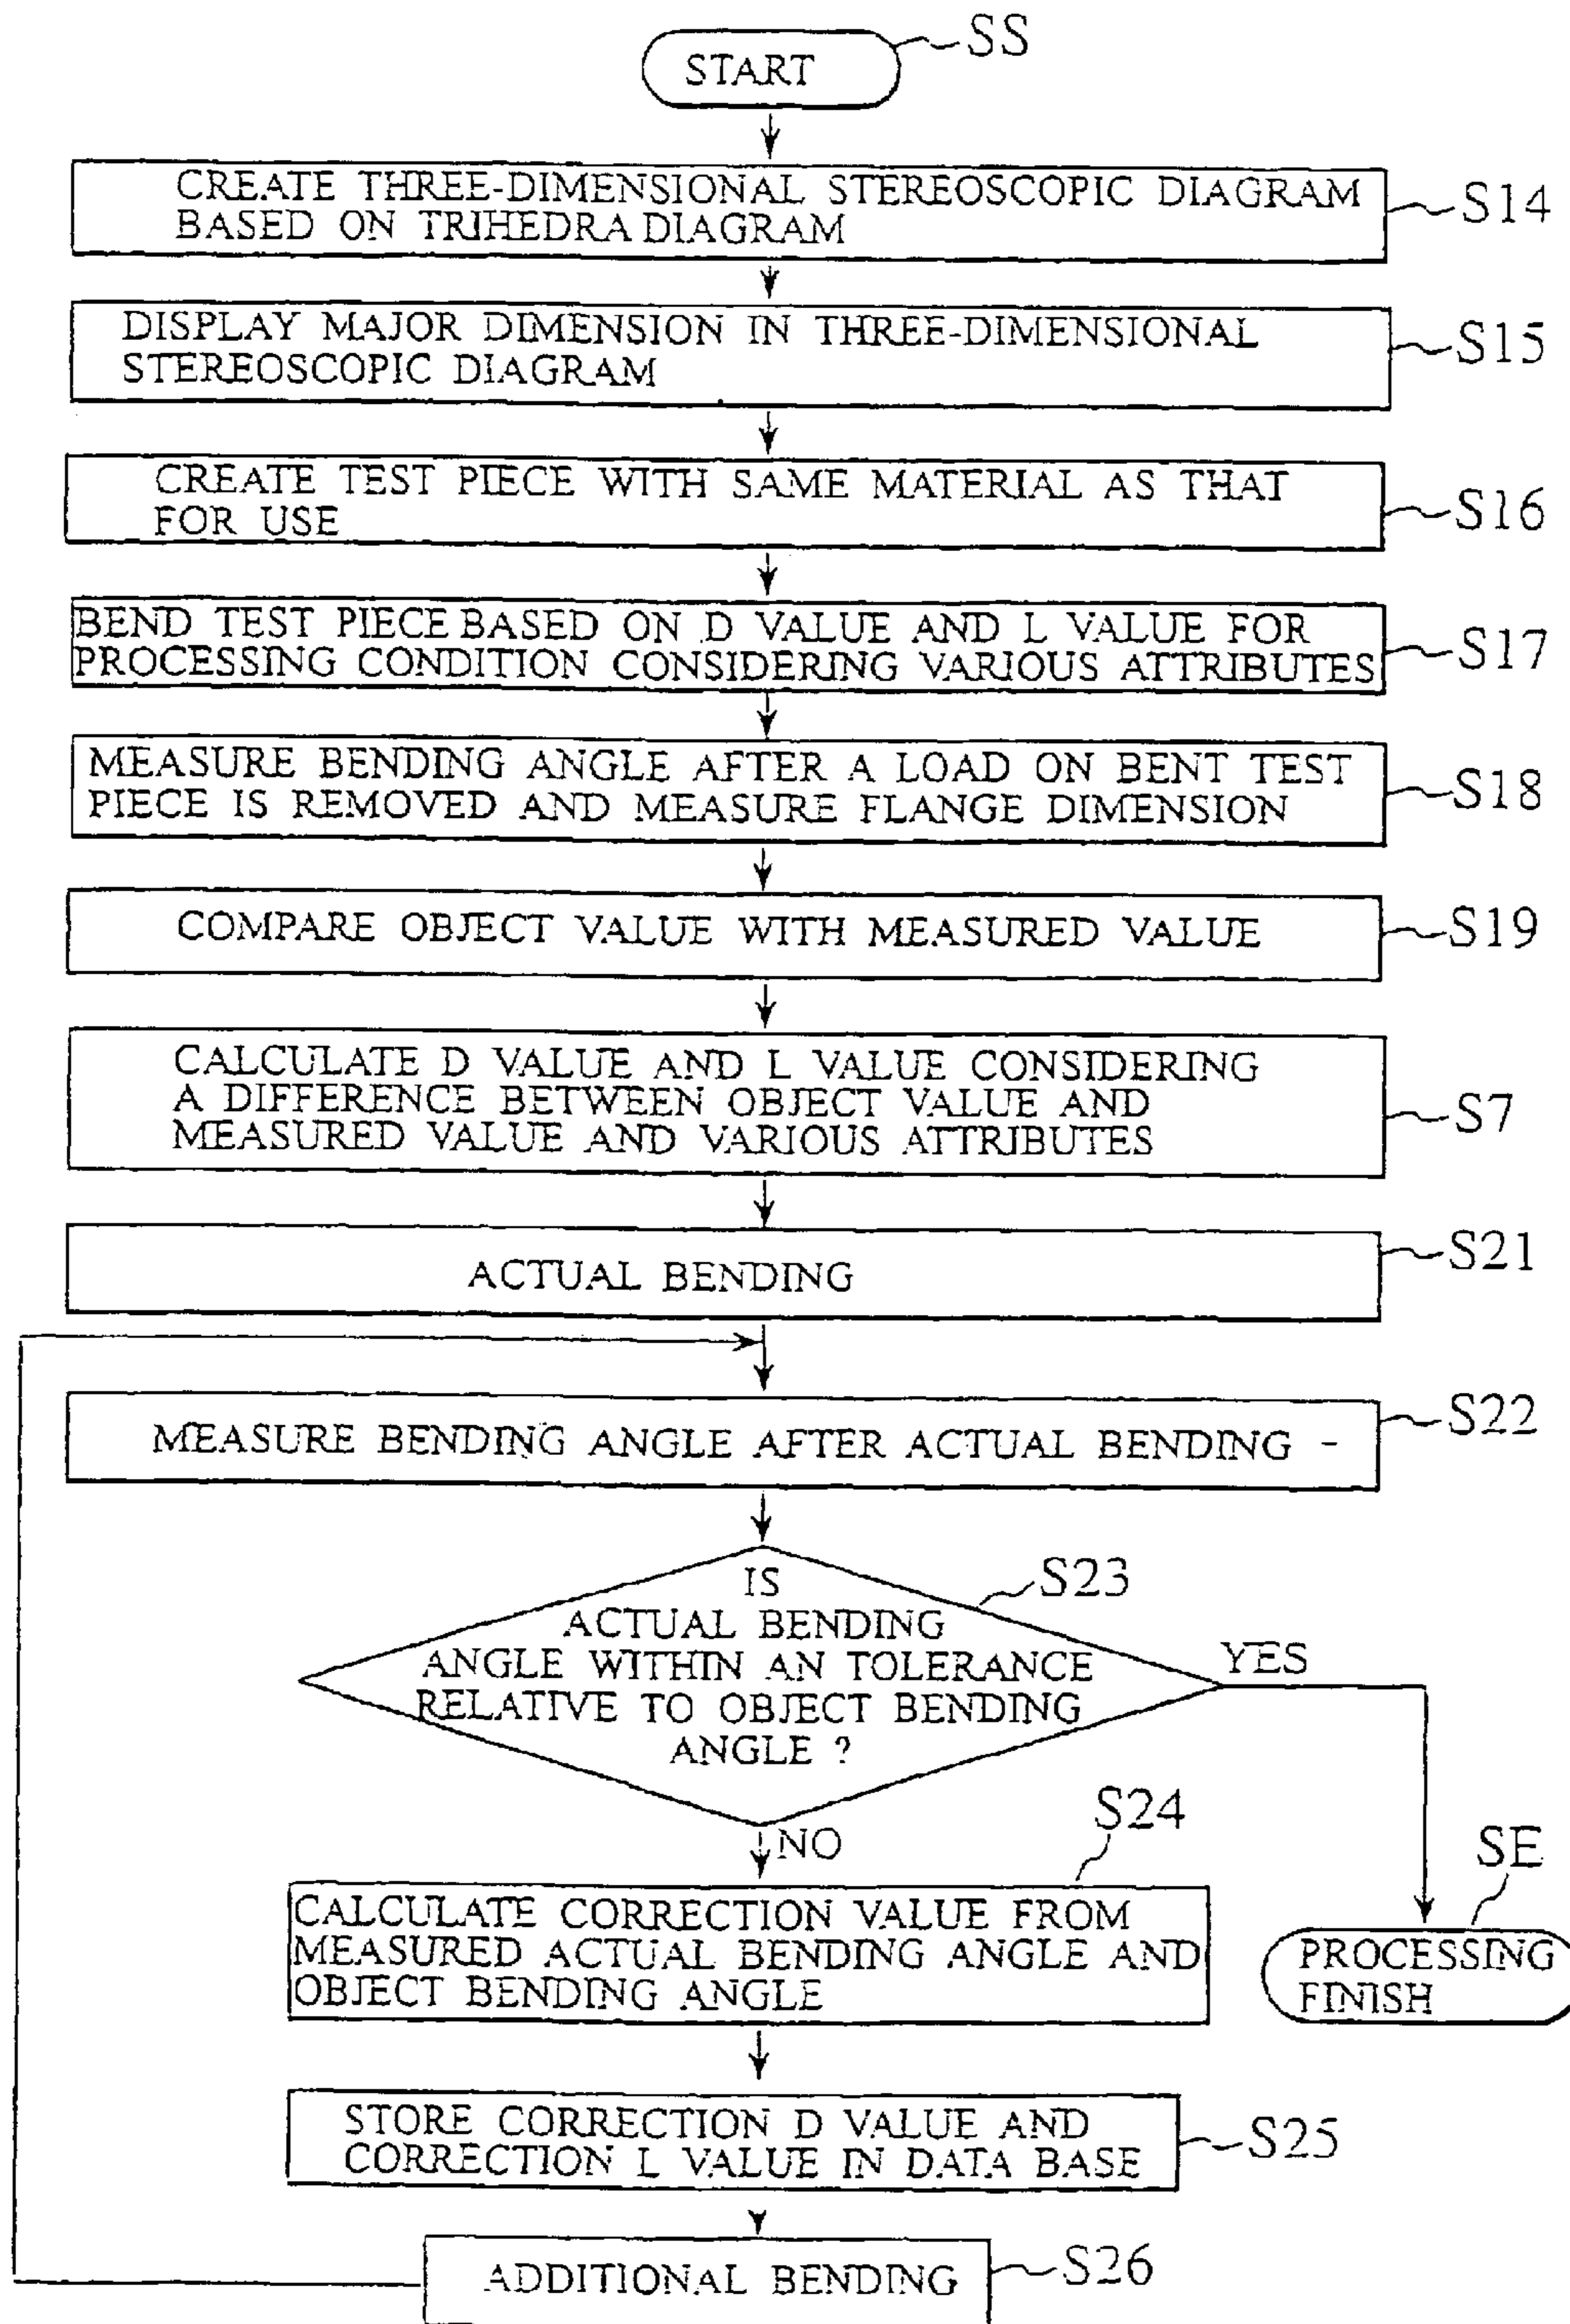 START
SS
CREATE THREE-DIMENSIONAL STEREOSCOPIC DIAGRAM
BASED ON TRIHEDRA DIAGRAM
S14
DISPLAY MAJOR DIMENSION IN THREE-DIMENSIONAL
STEREOSCOPIC DIAGRAM
S15
CREATE TEST PIECE WITH SAME MATERIAL AS THAT
FOR USE
S16
BEND TEST PIECE BASED ON D VALUE AND L VALUE FOR
PROCESSING CONDITION CONSIDERING VARIOUS ATTRIBUTES
S17
MEASURE BENDING ANGLE AFTER A LOAD ON BENT TEST
PIECE IS REMOVED AND MEASURE FLANGE DIMENSION
S18
COMPARE OBJECT VALUE WITH MEASURED VALUE
S19
CALCULATE D VALUE AND L VALUE CONSIDERING
A DIFFERENCE BETWEEN OBJECT VALUE AND
MEASURED VALUE AND VARIOUS ATTRIBUTES
S7
ACTUAL BENDING
S21
MEASURE BENDING ANGLE AFTER ACTUAL BENDING -
S22
IS
ACTUAL BENDING
ANGLE WITHIN AN TOLERANCE
RELATIVE TO OBJECT BENDING
ANGLE ?
S23
YES
NO
S24
CALCULATE CORRECTION VALUE FROM
MEASURED ACTUAL BENDING ANGLE AND
OBJECT BENDING ANGLE
SE
PROCESSING
FINISH
STORE CORRECTION D VALUE AND
CORRECTION L VALUE IN DATA BASE
S25
ADDITIONAL BENDING
S26